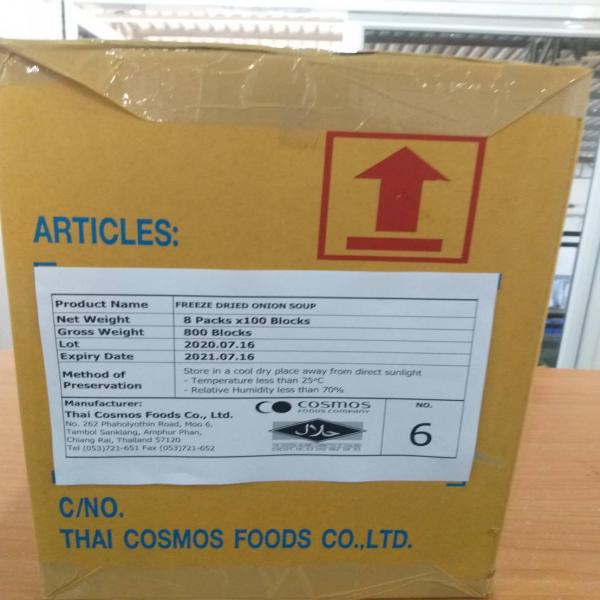 ARTICLES:
Product Name FREEZE DRIED ONION SOUP
Net Weight 8 Packs x100 Blocks
Gross Weight 800 Blocks
Lot 2020.07.16
Expiry Date 2021.07.16
Method of Preservation
Store in a cool dry place away from direct sunlight
- Temperature less than 25°C
- Relative Humidity less than 70%
Manufacturer:
Thai Cosmos Foods Co., Ltd.
No. 262 Phaholyothin Road, Moo 6,
Tambol Sanklang, Amphur Phan,
Chiang Rai, Thailand 57120
Tel (053)721-651 Fax (053)721-652
COSMOS
FOODS COMPANY
حلال
NO.
6
C/NO.
THAI COSMOS FOODS CO.,LTD.